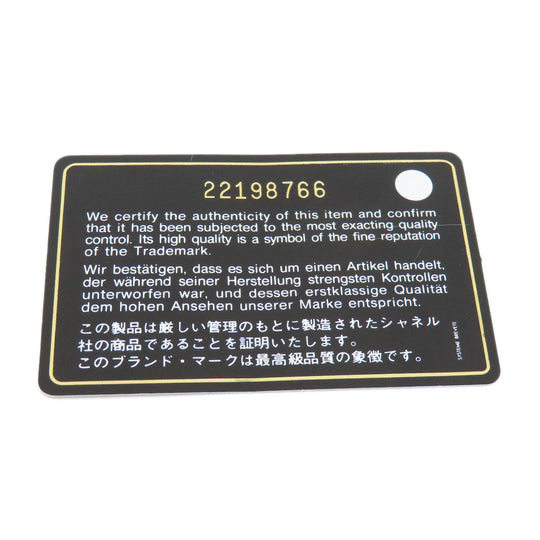 22198766
We certify the authenticity of this item and confirm
that it has been subjected to the most exacting quality
control. Its high quality is a symbol of the fine reputation
of the Trademark.
Wir bestätigen, dass es sich um einen Artikel handelt,
der während seiner Herstellung strengsten Kontrollen
unterworfen war, und dessen erstklassige Qualität
dem hohen Ansehen unserer Marke entspricht.
この製品は厳しい管理のもとに製造されたシャネル
社の商品であることを証明いたします。
このブランド・マークは最高級品質の象徴です。
SYSTEME BREVETE